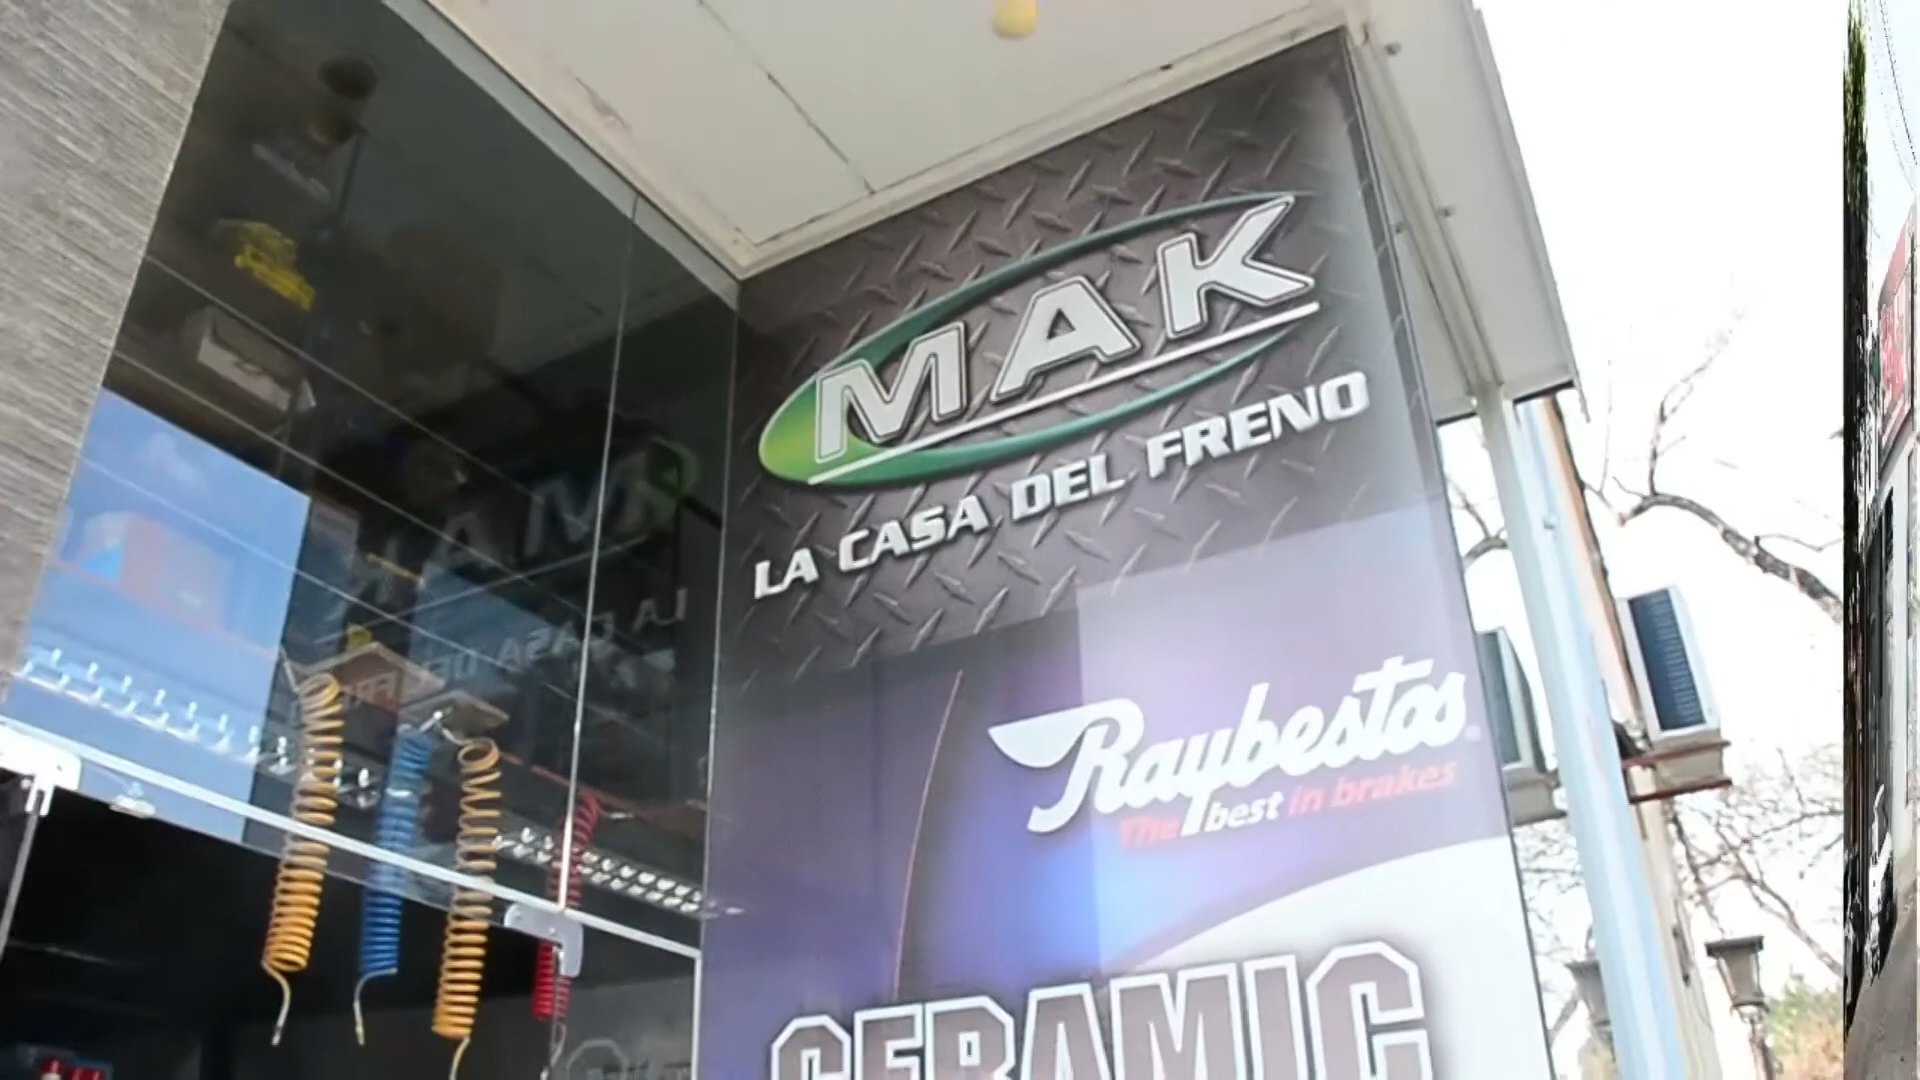 MAK
LA CASA DEL FRENO
Raybestos
The best in brakes
CERAMIC